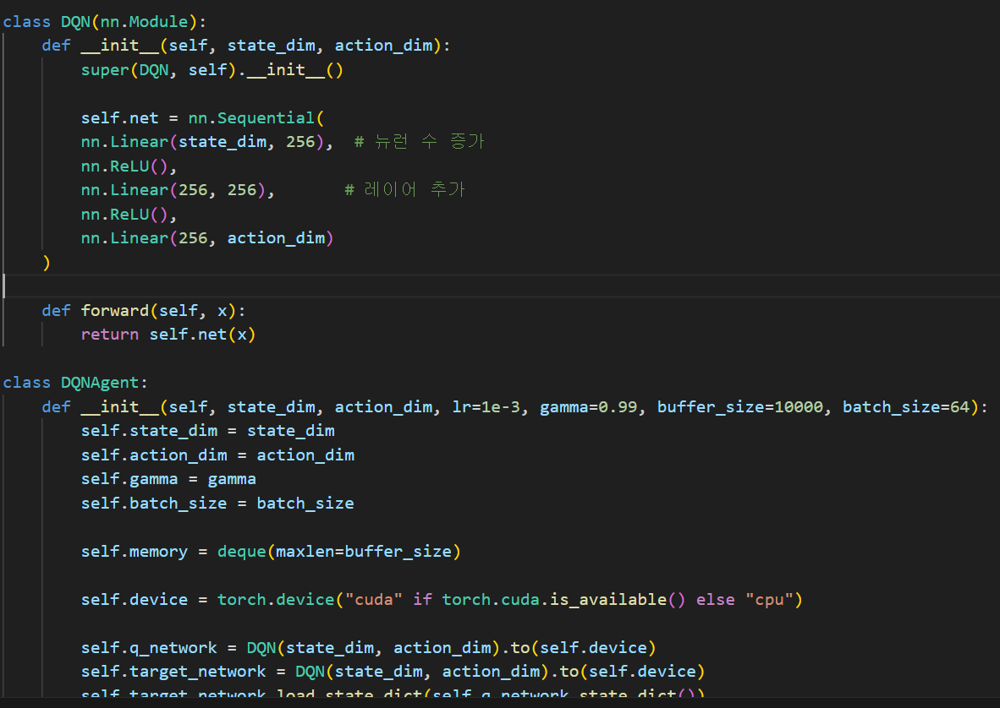 class DQN(nn.Module):
    def __init__(self, state_dim, action_dim):
        super(DQN, self).__init__()
        self.net = nn.Sequential(
        nn.Linear(state_dim, 256),  # 뉴런 수 증가
        nn.ReLU(),
        nn.Linear(256, 256),       # 레이어 추가
        nn.ReLU(),
        nn.Linear(256, action_dim)
    )
    def forward(self, x):
        return self.net(x)
class DQNAgent:
    def __init__(self, state_dim, action_dim, lr=1e-3, gamma=0.99, buffer_size=10000, batch_size=64):
        self.state_dim = state_dim
        self.action_dim = action_dim
        self.gamma = gamma
        self.batch_size = batch_size
        self.memory = deque(maxlen=buffer_size)
        self.device = torch.device("cuda" if torch.cuda.is_available() else "cpu")
        self.q_network = DQN(state_dim, action_dim).to(self.device)
        self.target_network = DQN(state_dim, action_dim).to(self.device)
        self.target_network.load_state_dict(self.q_network.state_dict())